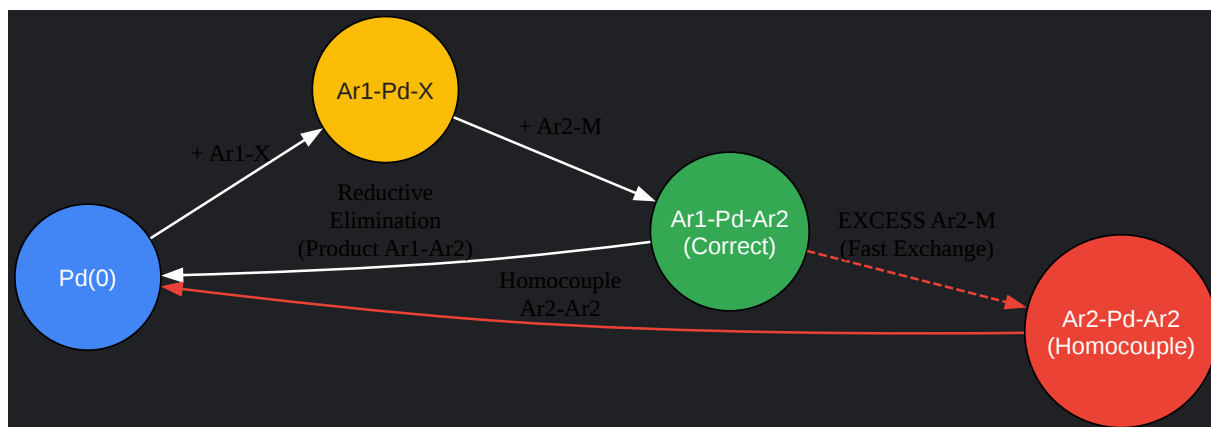 Ar1-Pd-X
+ Ar2-M
+ Ar1-X
Reductive
Elimination
(Product Ar1-Ar2)
Ar1-Pd-Ar2
(Correct)
EXCESS Ar2-M
(Fast Exchange)
Pd(0)
Homocouple
Ar2-Ar2
Ar2-Pd-Ar2
(Homocouple)